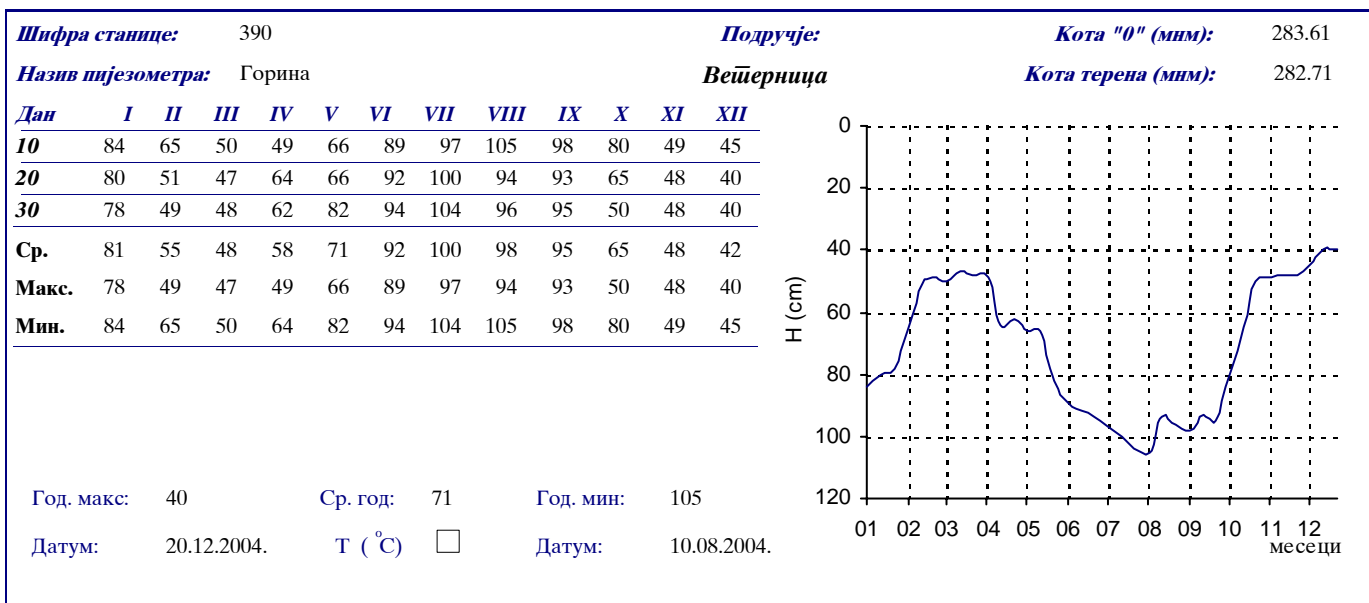 Шифра станице: 390 Подручје: Кота "0" (мнм): 283.61
Назив пијезометра: Горина Ветерница Кота терена (мнм): 282.71
Дан I II III IV V VI VII VIII IX X XI XII
10 84 65 50 49 66 89 97 105 98 80 49 45
20 80 51 47 64 66 92 100 94 93 65 48 40
30 78 49 48 62 82 94 104 96 95 50 48 40
Ср. 81 55 48 58 71 92 100 98 95 65 48 42
Макс. 78 49 47 49 66 89 97 94 93 50 48 40
Мин. 84 65 50 64 82 94 104 105 98 80 49 45
Год. макс: 40 Ср. год: 71 Год. мин: 105
Датум: 20.12.2004. Т ( °C) Датум: 10.08.2004.
H (cm)
0
20
40
60
80
100
120
01 02 03 04 05 06 07 08 09 10 11 12
месеци